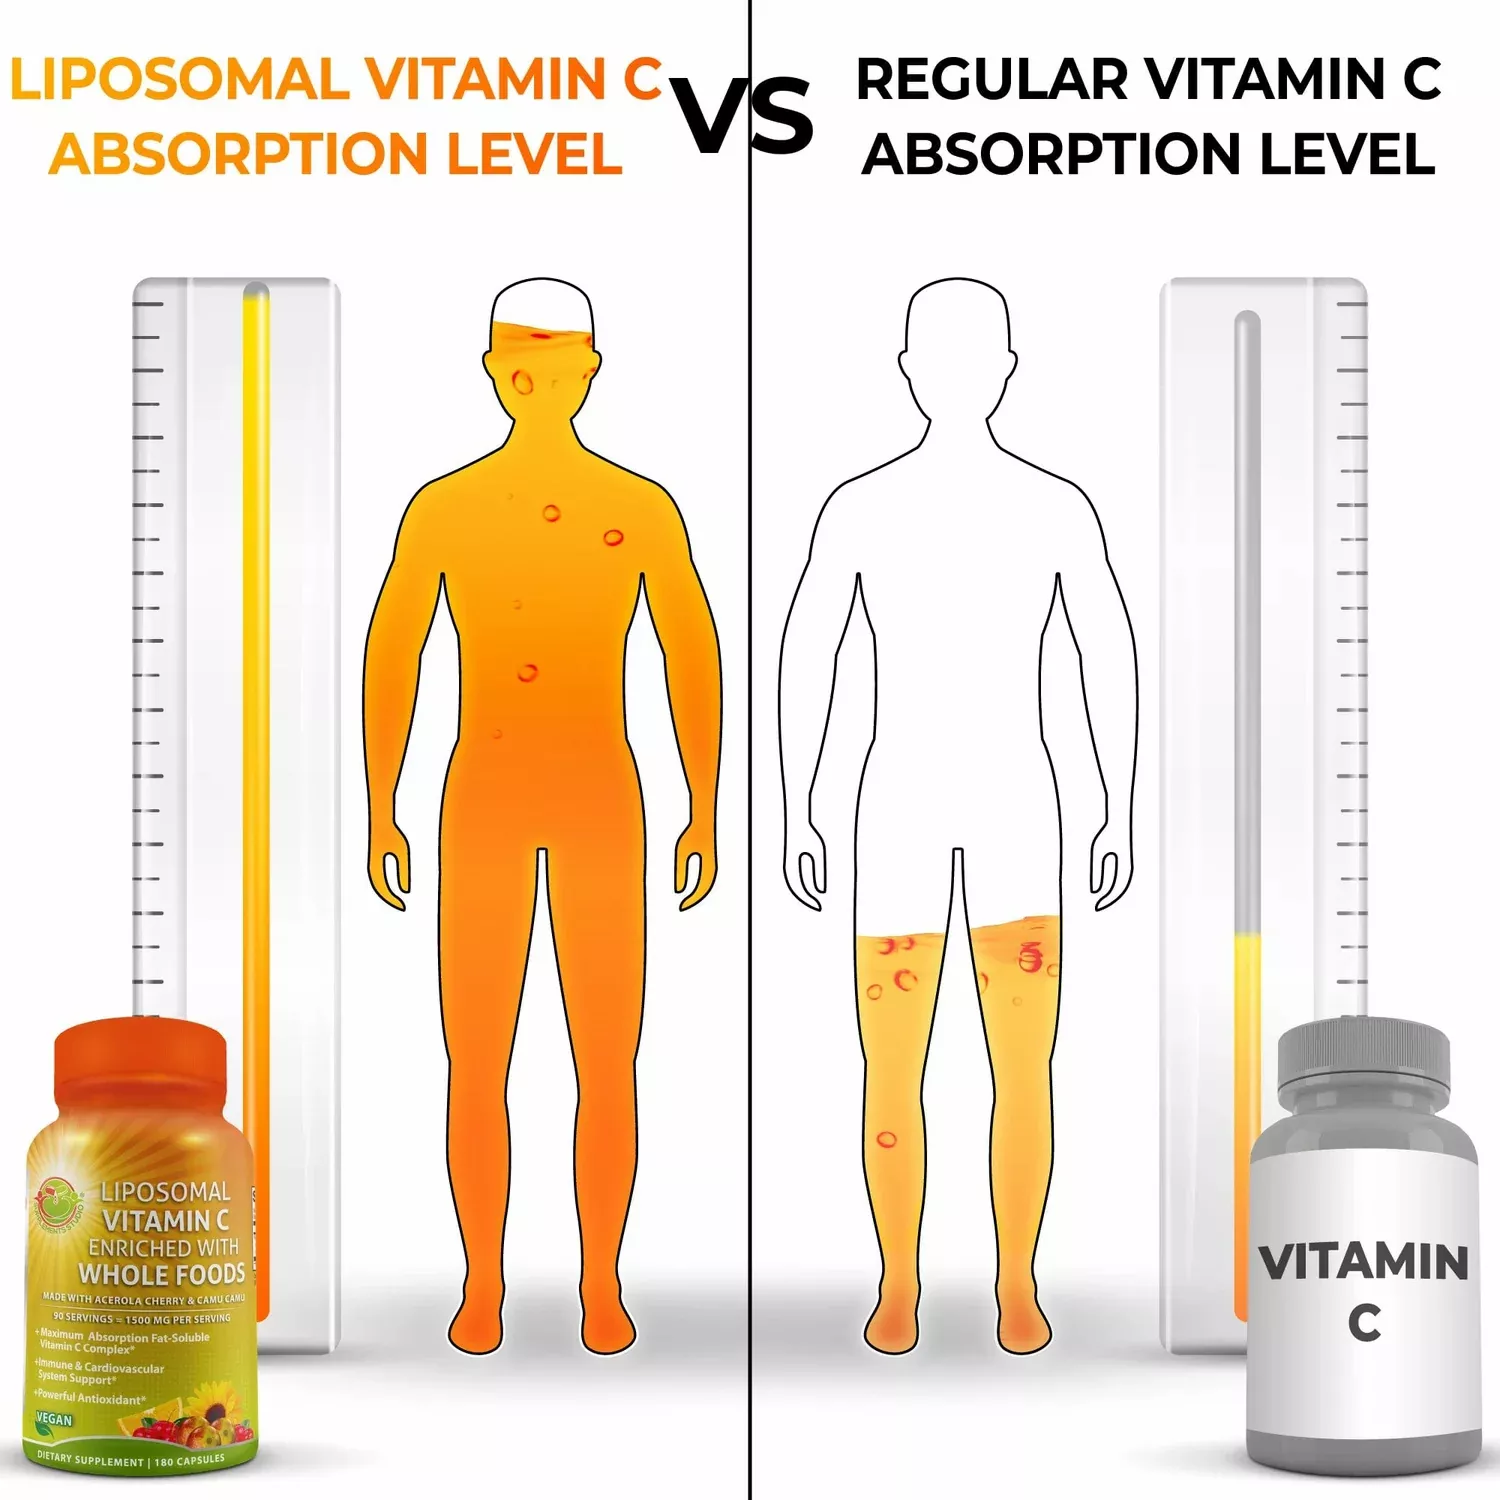 LIPOSOMAL VITAMIN C
ABSORPTION LEVEL
VS
REGULAR VITAMIN C
ABSORPTION LEVEL
LIPOSOMAL
VITAMIN C
ENRICHED WITH
WHOLE FOODS
MADE WITH ACEROLA CHERRY & CAMU CAMU
90 SERVINGS = 1500 MG PER SERVING
+Maximum Absorption Fat-Soluble
Vitamin C Complex*
+Immune & Cardiovascular
System Support*
+Powerful Antioxidant*
VEGAN
DIETARY SUPPLEMENT | 180 CAPSULES
VITAMIN
C